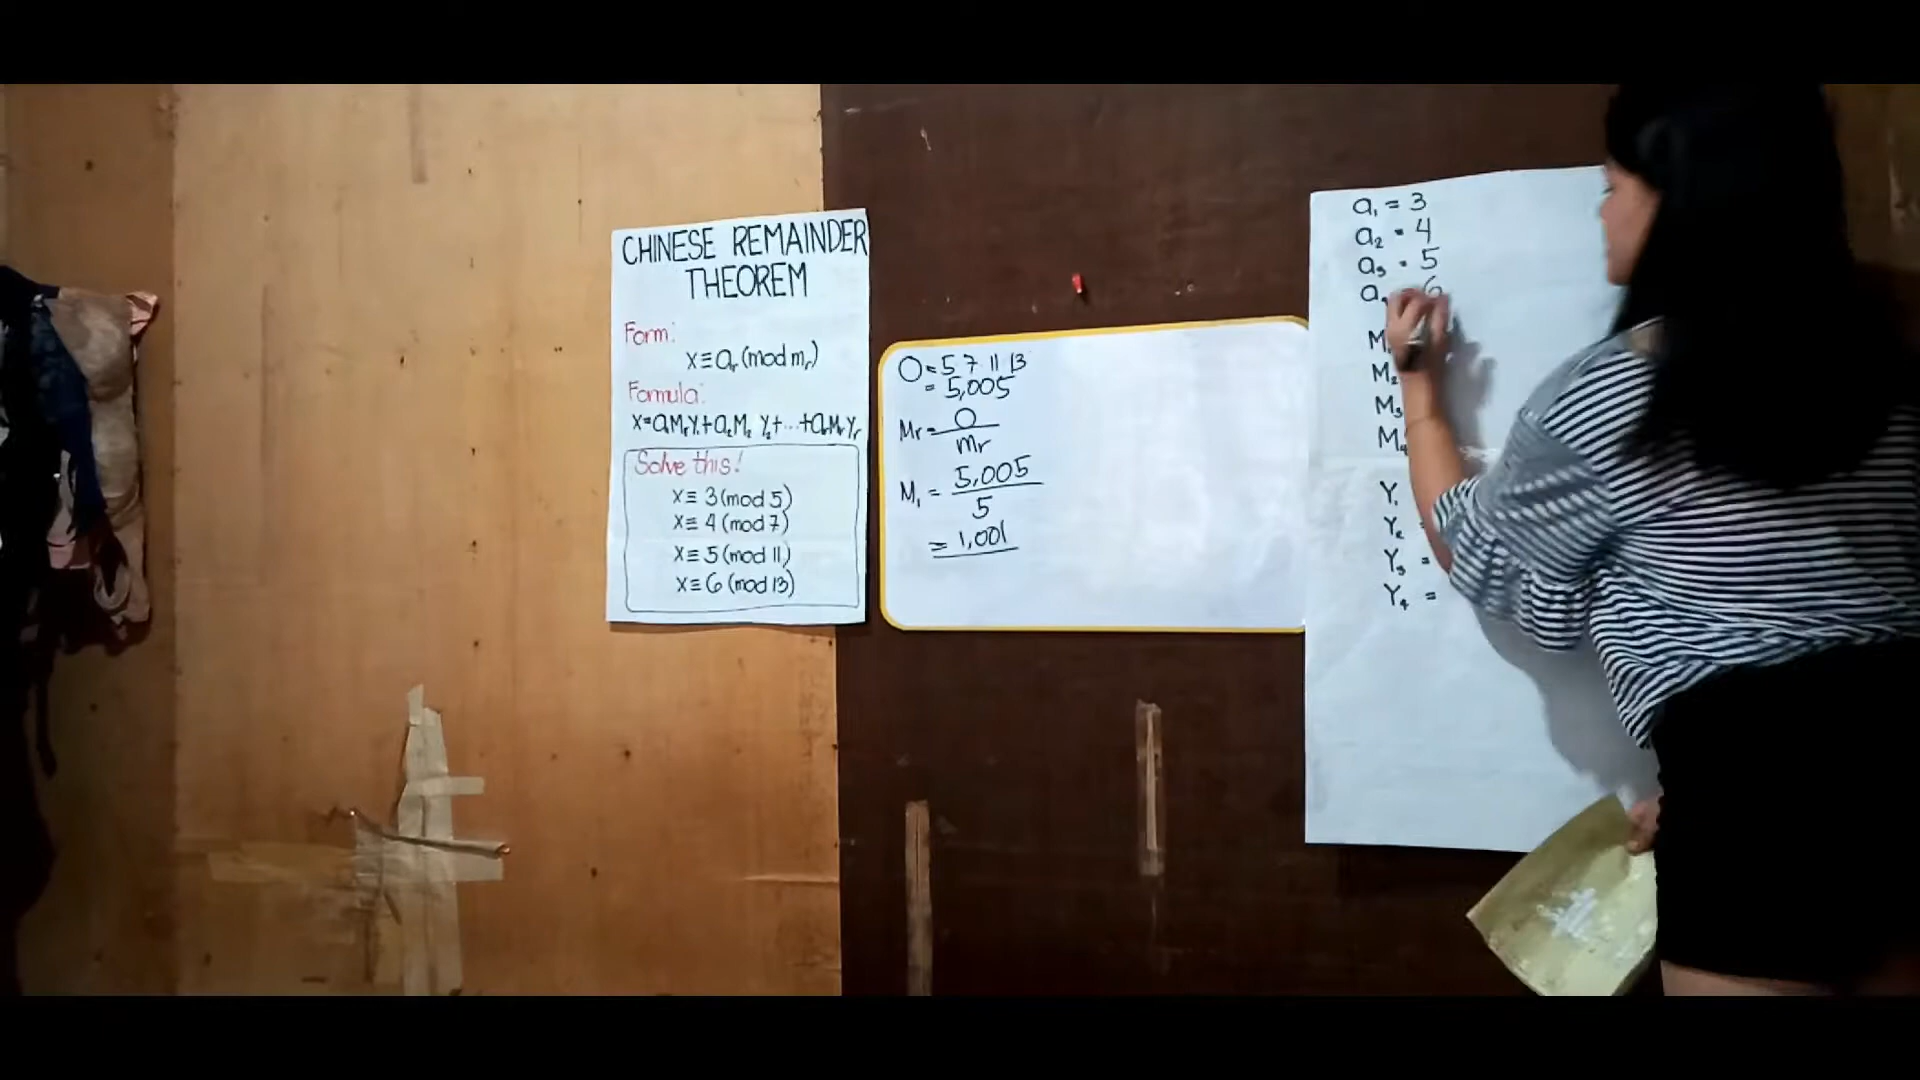 CHINESE REMAINDER
THEOREM
Form:
X≡aᵣ(mod mᵣ)
Formula:
X=a₁M₁Y₁+a₂M₂Y₂+...+aᵣMᵣYᵣ
Solve this!
X≡ 3(mod 5)
X≡ 4(mod 7)
X≡ 5(mod 11)
X≡ 6(mod 13)
O=5 7 11 13
= 5,005
Mr= O/mr
M₁ = 5,005/5
= 1,001
a₁ = 3
a₂ = 4
a₃ = 5
a 6
M
M₂
M₃
M₄
Y₁
Y₂ =
Y₃ =
Y₄ =